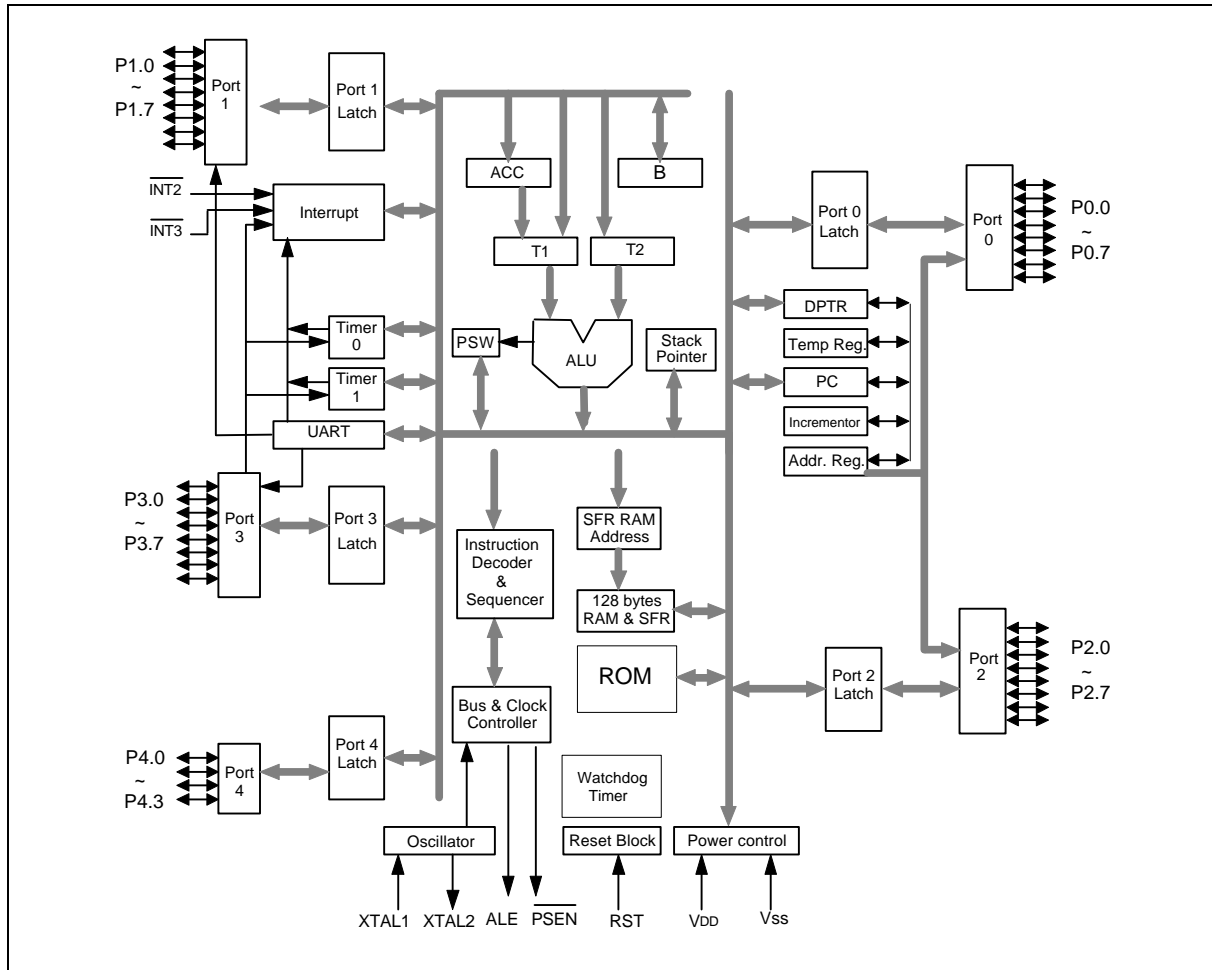 P1.0
~
P1.7
Port
1
Port 1
Latch
ACC
B
INT2
INT3
Interrupt
T1
T2
Port 0
Latch
Port
0
P0.0
~
P0.7
Timer
0
Timer
1
UART
PSW
ALU
Stack
Pointer
DPTR
Temp Reg.
PC
Incrementor
Addr. Reg.
P3.0
~
P3.7
Port
3
Port 3
Latch
Instruction
Decoder
&
Sequencer
SFR RAM
Address
128 bytes
RAM & SFR
ROM
Port 2
Latch
Port
2
P2.0
~
P2.7
Bus & Clock
Controller
P4.0
~
P4.3
Port
4
Port 4
Latch
Watchdog
Timer
Oscillator
Reset Block
Power control
XTAL1
XTAL2
ALE
PSEN
RST
VDD
Vss